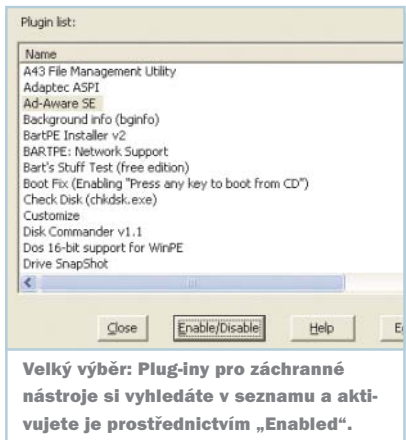 Plugin list:
Name
A43 File Management Utility
Adaptec ASPI
Ad-Aware SE
Background info (bginfo)
BartPE Installer v2
BARTPE: Network Support
Bart's Stuff Test (free edition)
Boot Fix (Enabling "Press any key to boot from CD")
Check Disk (chkdsk.exe)
Customize
Disk Commander v1.1
Dos 16-bit support for WinPE
Drive SnapShot
Close Enable/Disable Help
Velký výběr: Plug-iny pro záchranné
nástroje si vyhledáte v seznamu a akti-
vujete je prostřednictvím „Enabled“.